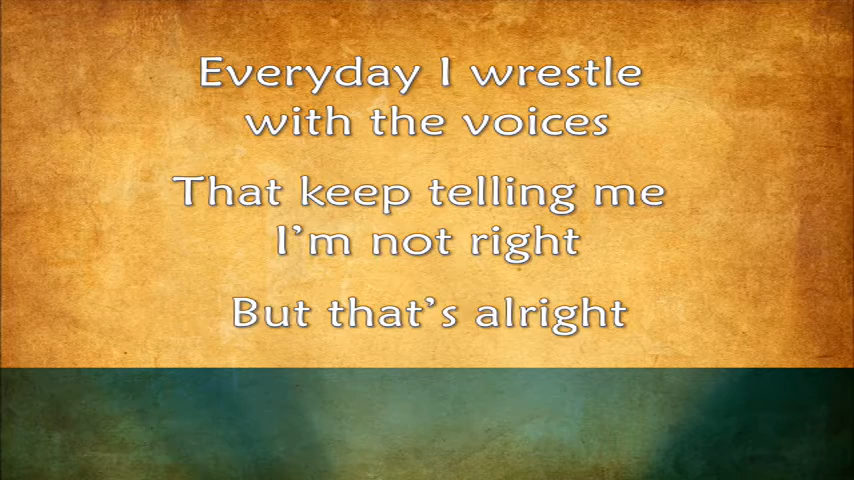 Everyday I wrestle
with the voices
That keep telling me
I'm not right
But that's alright